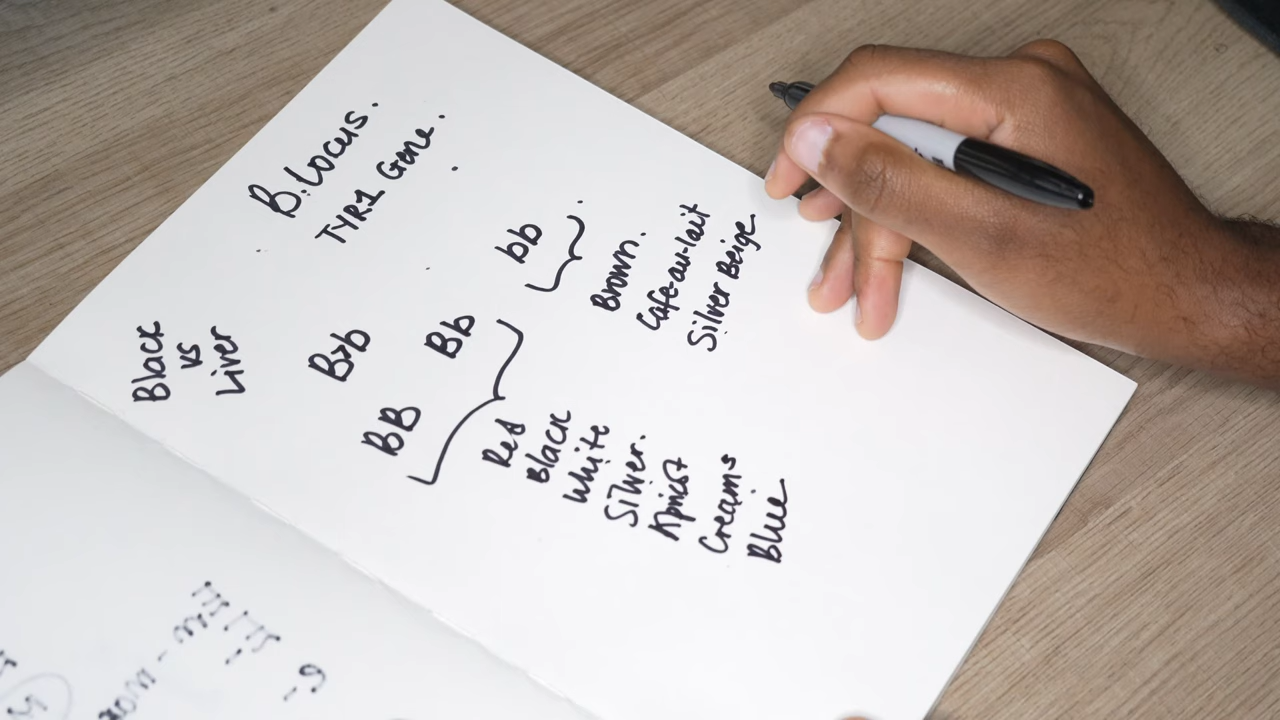 B.Locus.
TYR1 Gene.
Black
vs
Liver
B>b
BB
Bb
bb
Red
Black
White
Silver.
Apricot
Creams
Blue
Brown.
Cafe-au-lait
Silver Beige